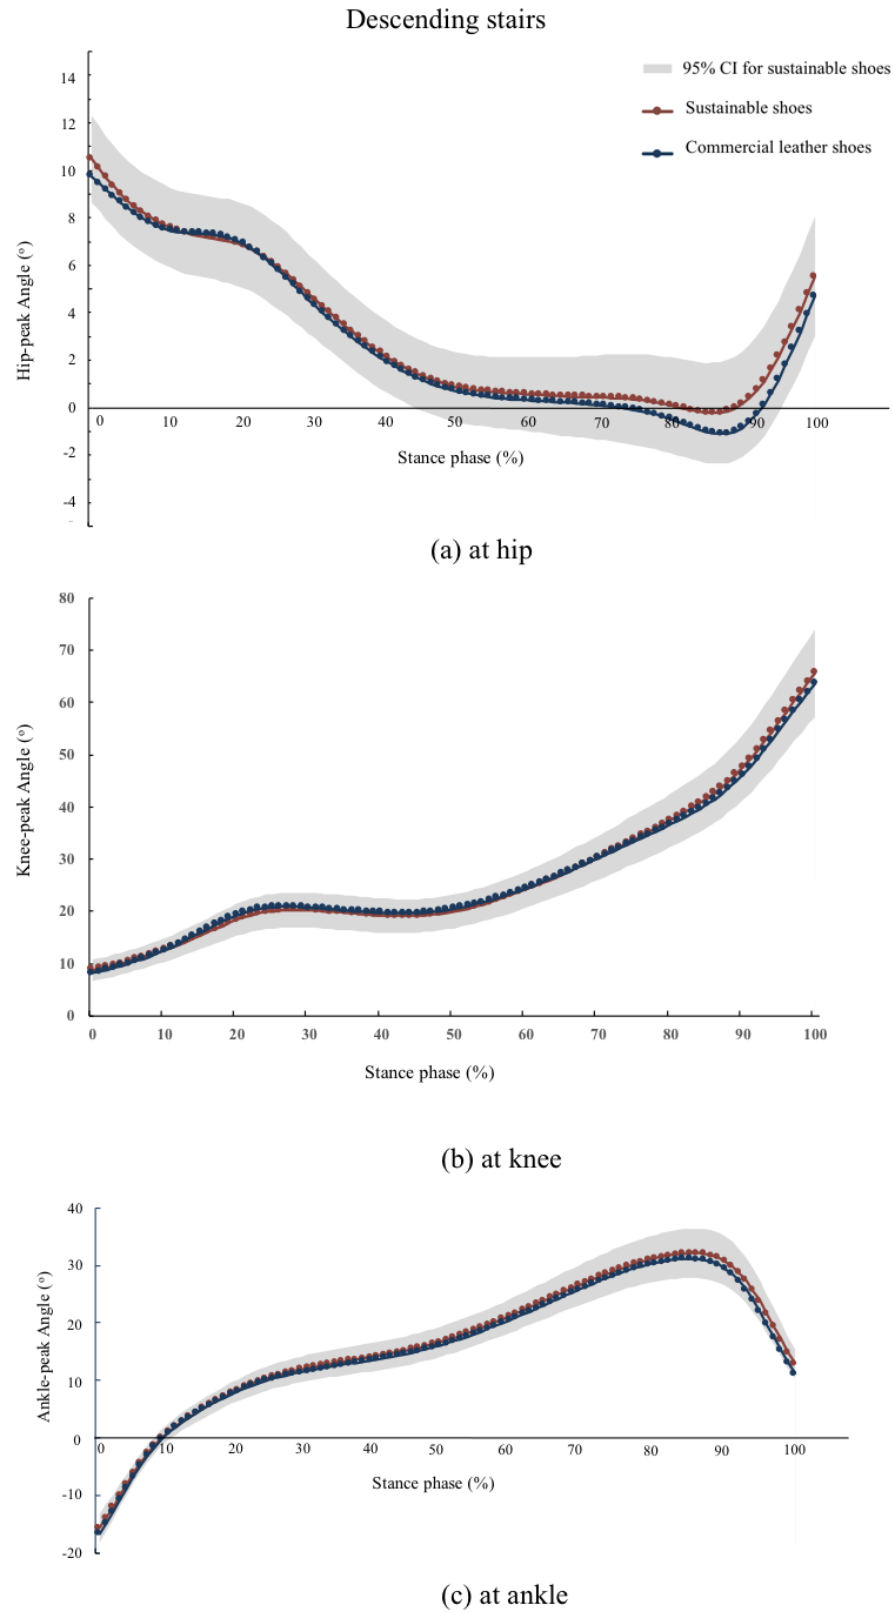 Descending stairs
95% CI for sustainable shoes
Sustainable shoes
Commercial leather shoes
Hip-peak Angle (°)
14
12
10
8
6
4
2
0
-2
-4
0 10 20 30 40 50 60 70 80 90 100
Stance phase (%)
(a) at hip
Knee-peak Angle (°)
80
70
60
50
40
30
20
10
0
0 10 20 30 40 50 60 70 80 90 100
Stance phase (%)
(b) at knee
Ankle-peak Angle (°)
40
30
20
10
0
-10
-20
0 10 20 30 40 50 60 70 80 90 100
Stance phase (%)
(c) at ankle